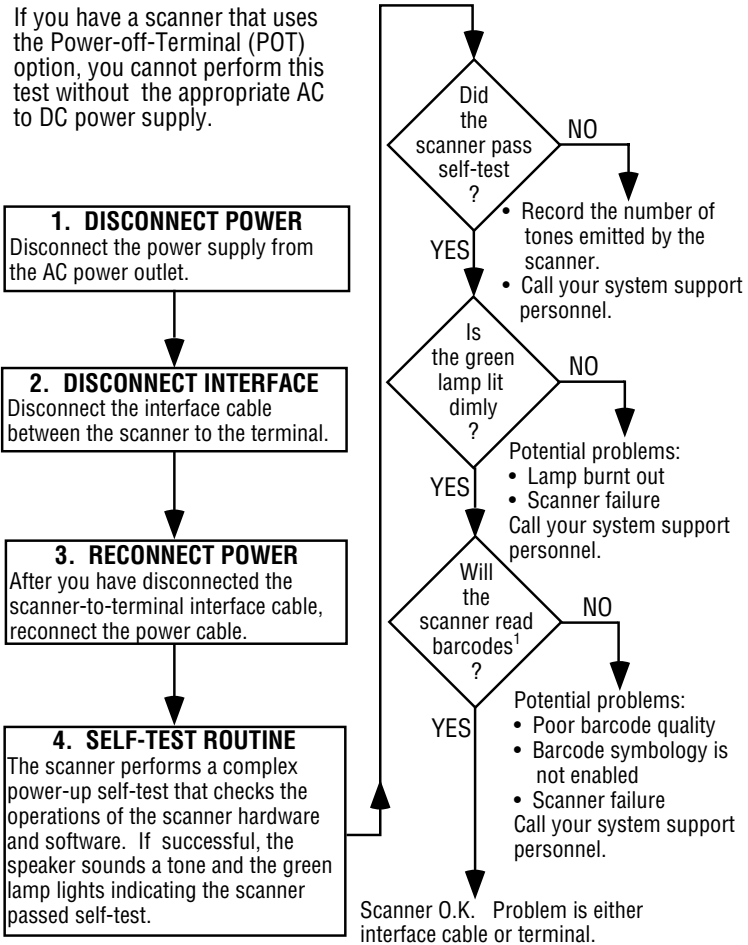 If you have a scanner that uses
the Power-off-Terminal (POT)
option, you cannot perform this
test without the appropriate AC
to DC power supply.
1. DISCONNECT POWER
Disconnect the power supply from
the AC power outlet.
2. DISCONNECT INTERFACE
Disconnect the interface cable
between the scanner to the terminal.
3. RECONNECT POWER
After you have disconnected the
scanner-to-terminal interface cable,
reconnect the power cable.
4. SELF-TEST ROUTINE
The scanner performs a complex
power-up self-test that checks the
operations of the scanner hardware
and software. If successful, the
speaker sounds a tone and the green
lamp lights indicating the scanner
passed self-test.
Did
the
scanner pass
self-test
?
NO
• Record the number of
tones emitted by the
scanner.
• Call your system support
personnel.
YES
Is
the green
lamp lit
dimly
?
NO
Potential problems:
• Lamp burnt out
• Scanner failure
Call your system support
personnel.
YES
Will
the
scanner read
barcodes¹
?
NO
Potential problems:
• Poor barcode quality
• Barcode symbology is
not enabled
• Scanner failure
Call your system support
personnel.
YES
Scanner O.K. Problem is either
interface cable or terminal.